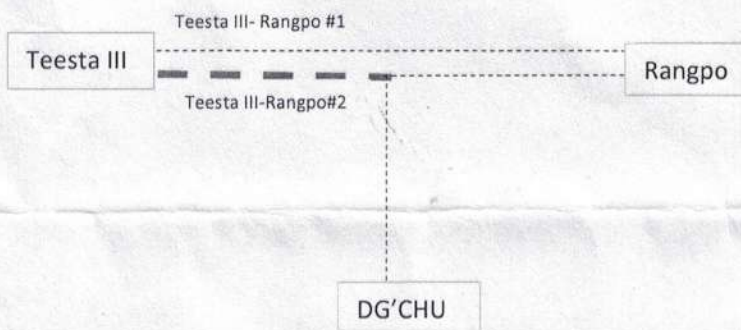 Teesta III- Rangpo #1
Teesta III
Rangpo
Teesta III-Rangpo#2
DG'CHU